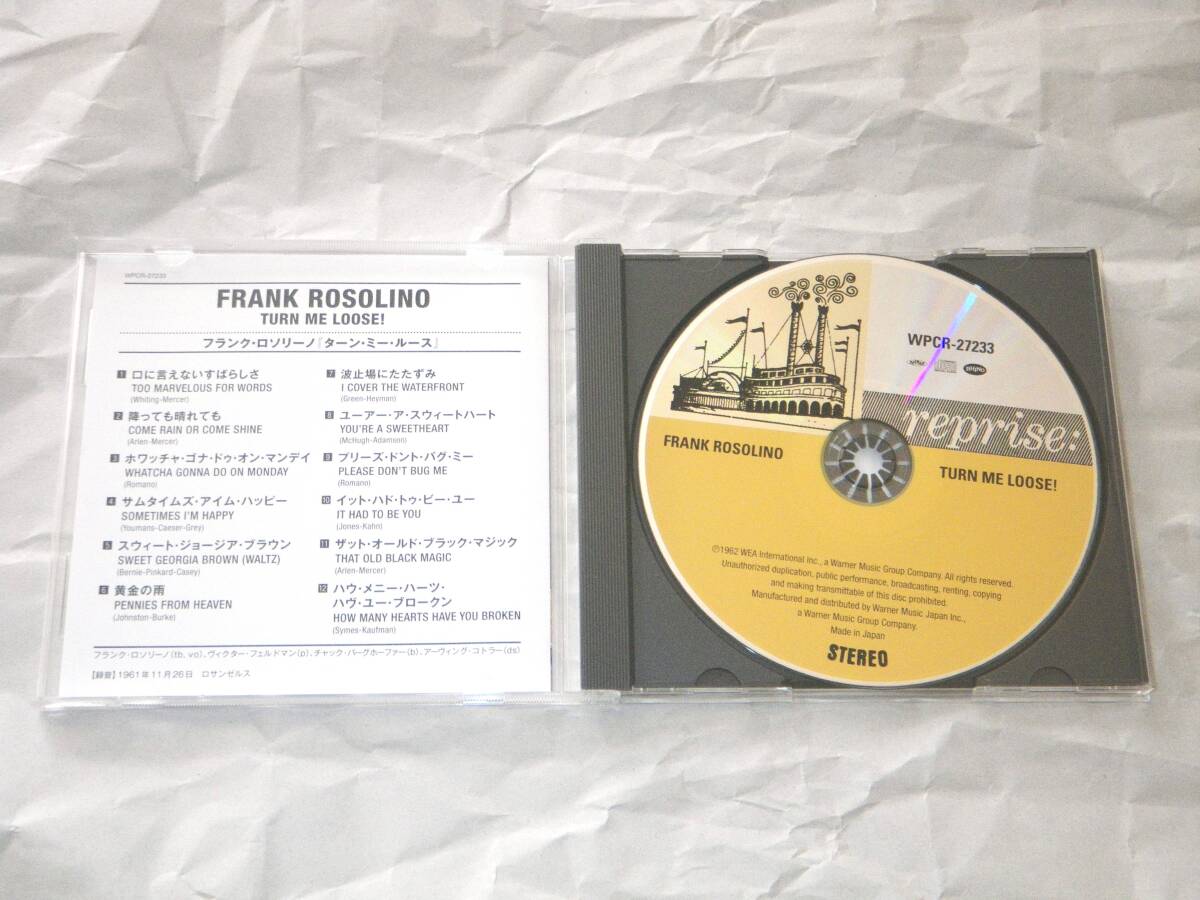 WPCR-27233
FRANK ROSOLINO
TURN ME LOOSE!
フランク・ロソリーノ『ターン・ミー・ルース』
1 口に言えないすばらしさ
TOO MARVELOUS FOR WORDS
(Whiting-Mercer)
2 降っても晴れても
COME RAIN OR COME SHINE
(Arlen-Mercer)
3 ホワッチャ・ゴナ・ドゥ・オン・マンデイ
WHATCHA GONNA DO ON MONDAY
(Romano)
4 サムタイムズ・アイム・ハッピー
SOMETIMES I'M HAPPY
(Youmans-Caeser-Grey)
5 スウィート・ジョージア・ブラウン
SWEET GEORGIA BROWN (WALTZ)
(Bernie-Pinkard-Casey)
6 黄金の雨
PENNIES FROM HEAVEN
(Johnston-Burke)
7 波止場にたたずみ
I COVER THE WATERFRONT
(Green-Heyman)
8 ユーアー・ア・スウィートハート
YOU'RE A SWEETHEART
(McHugh-Adamson)
9 プリーズ・ドント・バグ・ミー
PLEASE DON'T BUG ME
(Romano)
10 イット・ハド・トゥ・ビー・ユー
IT HAD TO BE YOU
(Jones-Kahn)
11 ザット・オールド・ブラック・マジック
THAT OLD BLACK MAGIC
(Arlen-Mercer)
12 ハウ・メニー・ハーツ・
ハヴ・ユー・ブロークン
HOW MANY HEARTS HAVE YOU BROKEN
(Symes-Kaufman)
フランク・ロソリーノ(tb, vo)、ヴィクター・フェルドマン(p)、チャック・バーグホーファー(b)、アーヴィング・コトラー(ds)
【録音】1961年11月26日 ロサンゼルス
WPCR-27233
RHINO
reprise:
FRANK ROSOLINO
TURN ME LOOSE!
℗1962 WEA International Inc., a Warner Music Group Company. All rights reserved.
Unauthorized duplication, public performance, broadcasting, renting, copying
and making transmittable of this disc prohibited.
Manufactured and distributed by Warner Music Japan Inc.,
a Warner Music Group Company.
Made in Japan
STEREO